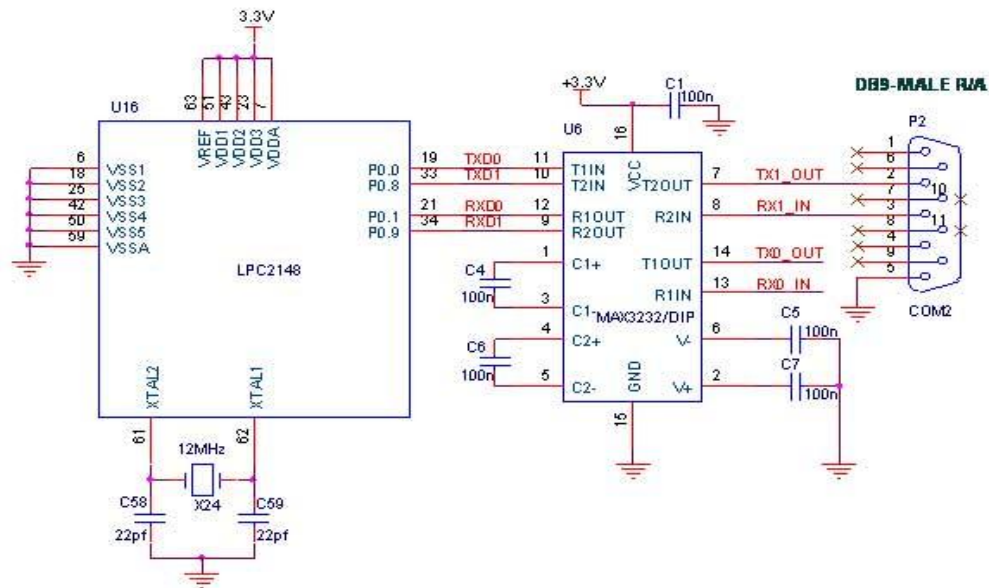 3.3V
+3.3V
C1
100n
DB9-MALE R/A
U16
63
51
43
23
7
VREF
VDD1
VDD2
VDD3
VDDA
U6
16
VCC
P2
6
18
25
42
50
59
VSS1
VSS2
VSS3
VSS4
VSS5
VSSA
LPC2148
P0.0
P0.8
P0.1
P0.9
19
33
21
34
TXD0
TXD1
RXD0
RXD1
11
10
12
9
T1IN
T2IN
R1OUT
R2OUT
T2OUT
R2IN
T1OUT
R1IN
7
8
14
13
TX1_OUT
RX1_IN
TX0_OUT
RX0_IN
1
6
2
7
10
3
8
11
4
9
5
COM2
C4
100n
1
3
C1+
C1-
MAX3232/DIP
C6
100n
4
5
C2+
C2-
V-
V+
6
2
C5
100n
C7
100n
GND
15
XTAL2
XTAL1
61
62
12MHz
X24
C58
22pf
C59
22pf